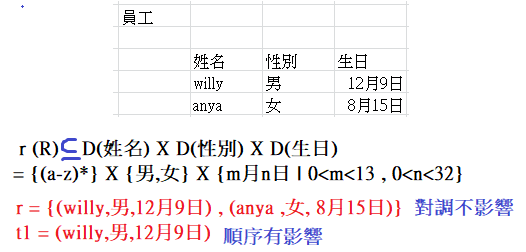 員工
姓名 性別 生日
willy 男 12月9日
anya 女 8月15日
r (R)⊆D(姓名) X D(性別) X D(生日)
= {(a-z)*} X {男,女} X {m月n日 | 0<m<13 , 0<n<32}
r = {(willy,男,12月9日) , (anya ,女, 8月15日)} 對調不影響
t1 = (willy,男,12月9日) 順序有影響